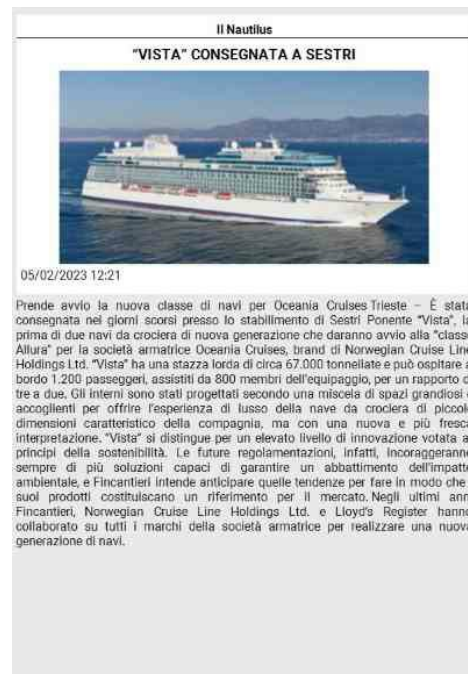 Il Nautilus
"VISTA" CONSEGNATA A SESTRI
05/02/2023 12:21
Prende avvio la nuova classe di navi per Oceania Cruises Trieste – È stata
consegnata nei giorni scorsi presso lo stabilimento di Sestri Ponente "Vista", la
prima di due navi da crociera di nuova generazione che daranno avvio alla "classe
Allura" per la società armatrice Oceania Cruises, brand di Norwegian Cruise Line
Holdings Ltd. "Vista" ha una stazza lorda di circa 67.000 tonnellate e può ospitare a
bordo 1.200 passeggeri, assistiti da 800 membri dell'equipaggio, per un rapporto di
tre a due. Gli interni sono stati progettati secondo una miscela di spazi grandiosi e
accoglienti per offrire l'esperienza di lusso della nave da crociera di piccole
dimensioni caratteristico della compagnia, ma con una nuova e più fresca
interpretazione. "Vista" si distingue per un elevato livello di innovazione votata ai
principi della sostenibilità. Le future regolamentazioni, infatti, incoraggeranno
sempre di più soluzioni capaci di garantire un abbattimento dell'impatto
ambientale, e Fincantieri intende anticipare quelle tendenze per fare in modo che i
suoi prodotti costituiscano un riferimento per il mercato. Negli ultimi anni
Fincantieri, Norwegian Cruise Line Holdings Ltd. e Lloyd's Register hanno
collaborato su tutti i marchi della società armatrice per realizzare una nuova
generazione di navi.